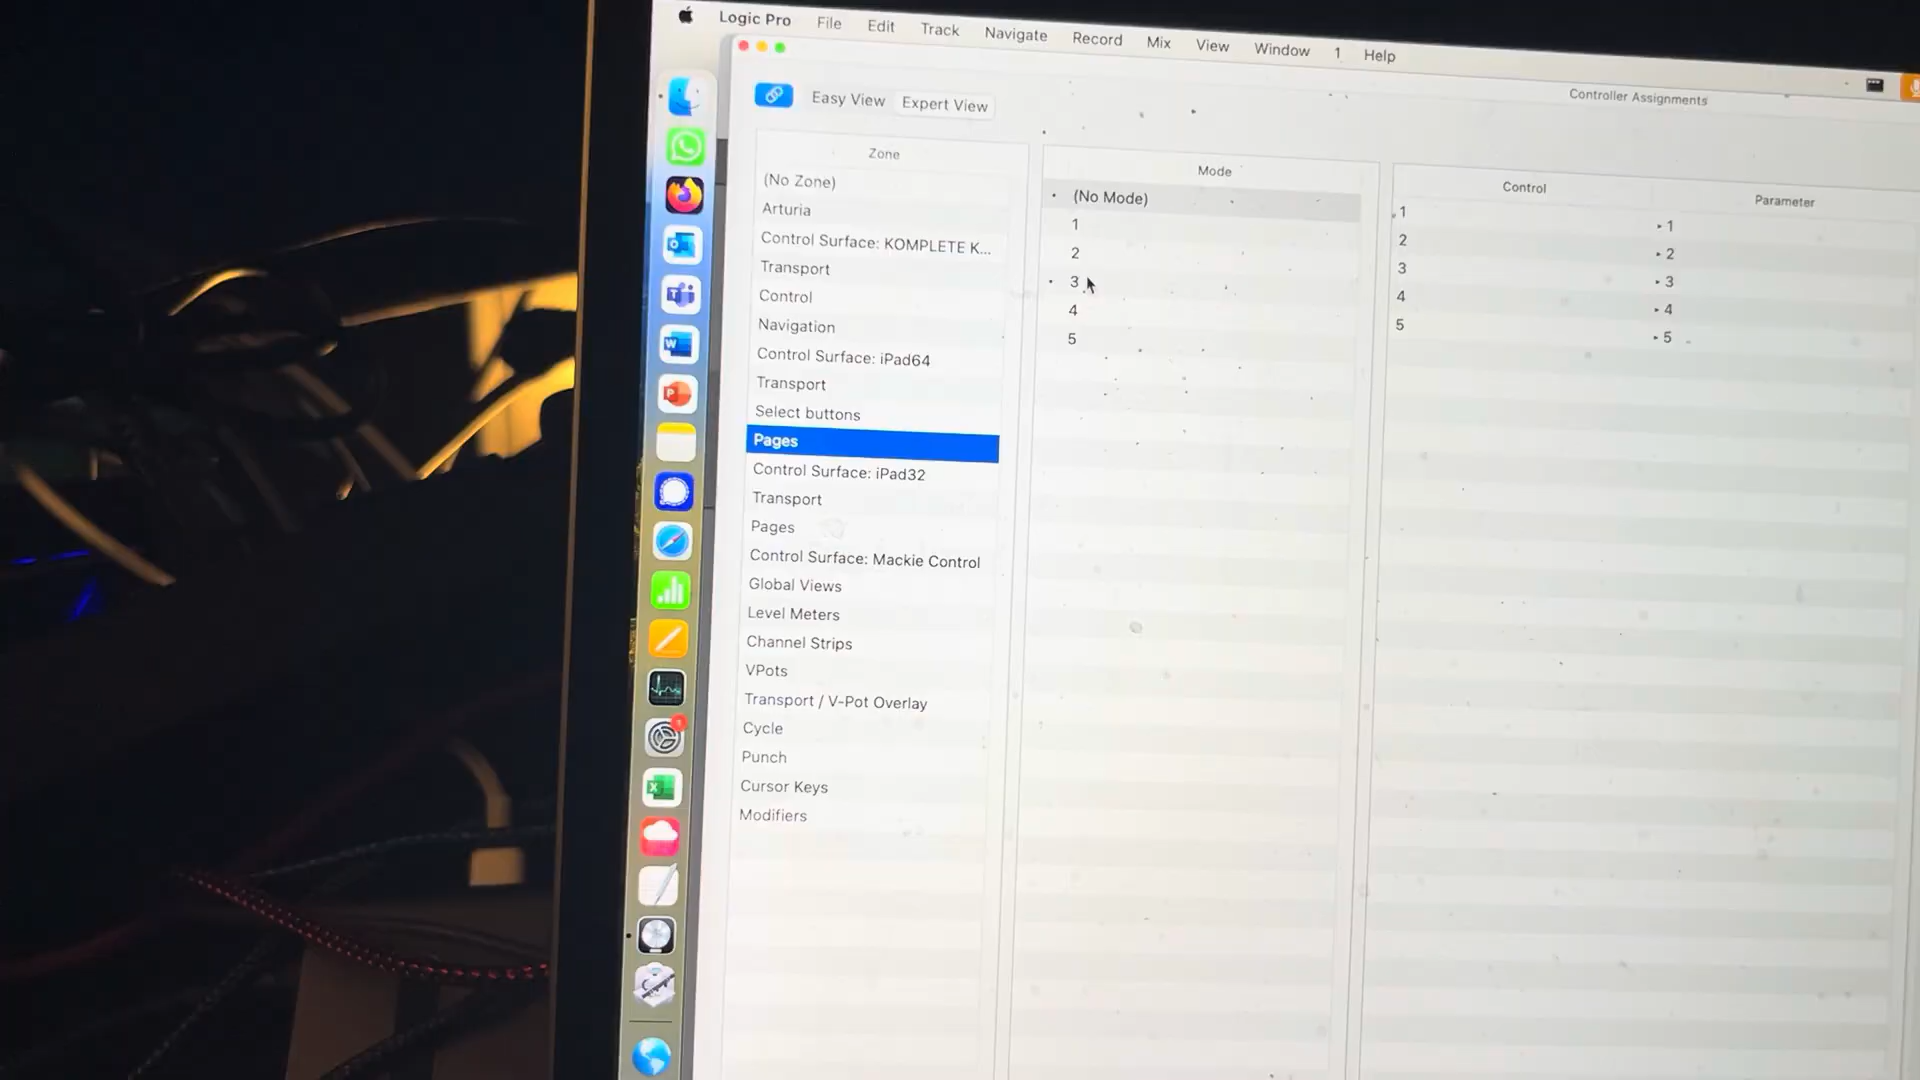 Logic Pro File Edit Track Navigate Record Mix View Window 1 Help
Easy View Expert View
Controller Assignments
Zone
(No Zone)
Arturia
Control Surface: KOMPLETE K...
Transport
Control
Navigation
Control Surface: iPad64
Transport
Select buttons
Pages
Control Surface: iPad32
Transport
Pages
Control Surface: Mackie Control
Global Views
Level Meters
Channel Strips
VPots
Transport / V-Pot Overlay
Cycle
Punch
Cursor Keys
Modifiers
Mode
• (No Mode)
1
2
• 3
4
5
Control Parameter
1 ▸ 1
2 ▸ 2
3 ▸ 3
4 ▸ 4
5 ▸ 5